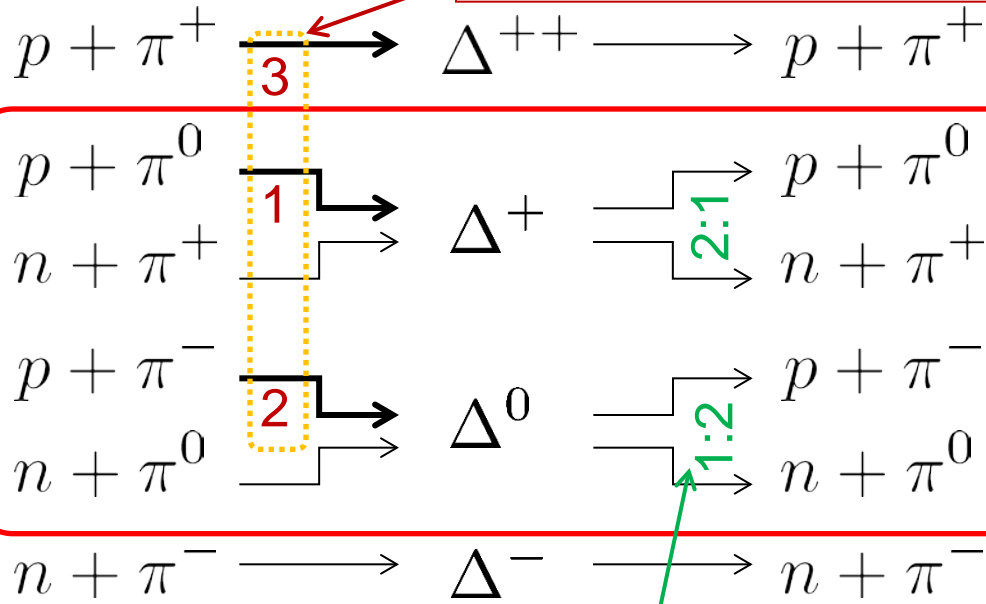 p + π⁺ 3 Δ⁺⁺ p + π⁺
p + π⁰ 1 p + π⁰
Δ⁺ 2:1
n + π⁺ n + π⁺
p + π⁻ 2 p + π⁻
Δ⁰ 1:2
n + π⁰ n + π⁰
n + π⁻ Δ⁻ n + π⁻